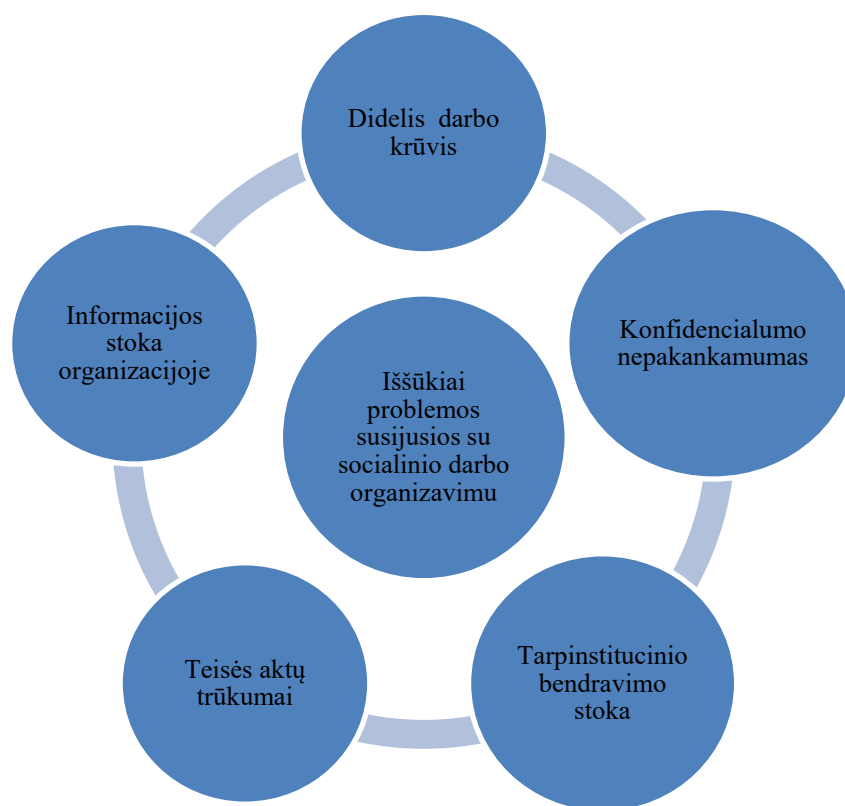 Didelis darbo
krūvis
Konfidencialumo
nepakankamumas
Tarpinstitucinio
bendravimo
stoka
Teisės aktų
trūkumai
Informacijos
stoka
organizacijoje
Iššūkiai
problemos
susijusios su
socialinio darbo
organizavimu